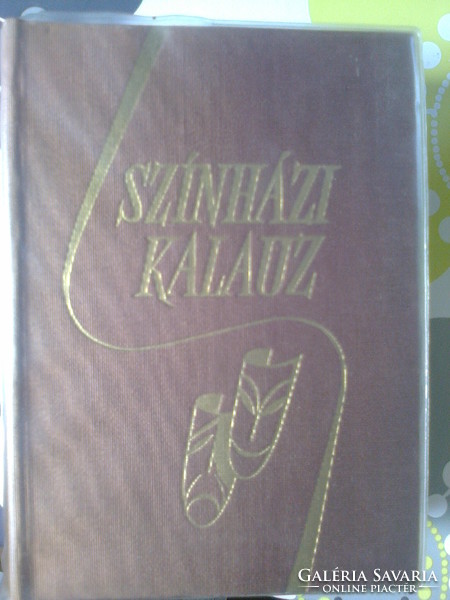 SZÍNHÁZI
KALAUZ
GALÉRIA SAVARIA
ONLINE PIACTÉR